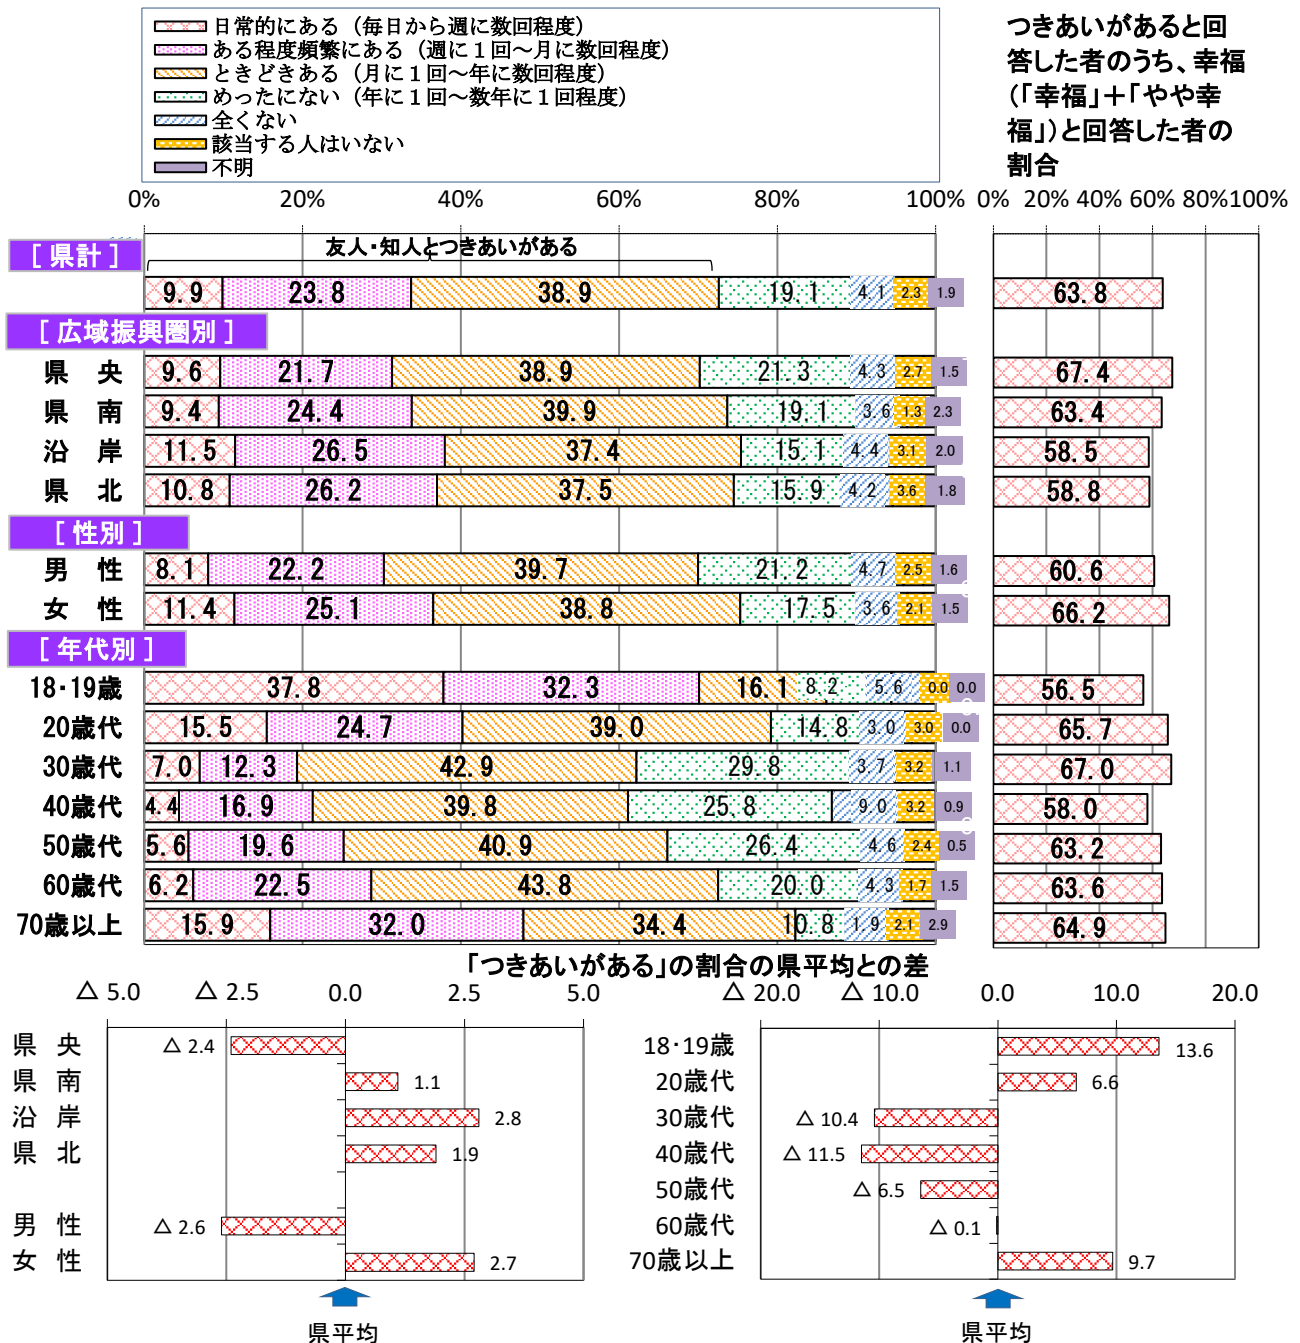 日常的にある（毎日から週に数回程度）
ある程度頻繁にある（週に１回～月に数回程度）
ときどきある（月に１回～年に数回程度）
めったにない（年に１回～数年に１回程度）
全くない
該当する人はいない
不明
つきあいがあると回
答した者のうち、幸福
（「幸福」＋「やや幸
福」）と回答した者の
割合
0% 20% 40% 60% 80% 100%
0% 20% 40% 60% 80% 100%
友人・知人とつきあいがある
[ 県計 ]
9.9 23.8 38.9 19.1 4.1 2.3 1.9 63.8
[ 広域振興圏別 ]
県 央 9.6 21.7 38.9 21.3 4.3 2.7 1.5 67.4
県 南 9.4 24.4 39.9 19.1 3.6 1.3 2.3 63.4
沿 岸 11.5 26.5 37.4 15.1 4.4 3.1 2.0 58.5
県 北 10.8 26.2 37.5 15.9 4.2 3.6 1.8 58.8
[ 性別 ]
男 性 8.1 22.2 39.7 21.2 4.7 2.5 1.6 60.6
女 性 11.4 25.1 38.8 17.5 3.6 2.1 1.5 66.2
[ 年代別 ]
18・19歳 37.8 32.3 16.1 8.2 5.6 0.0 0.0 56.5
20歳代 15.5 24.7 39.0 14.8 3.0 3.0 0.0 65.7
30歳代 7.0 12.3 42.9 29.8 3.7 3.2 1.1 67.0
40歳代 4.4 16.9 39.8 25.8 9.0 3.2 0.9 58.0
50歳代 5.6 19.6 40.9 26.4 4.6 2.4 0.5 63.2
60歳代 6.2 22.5 43.8 20.0 4.3 1.7 1.5 63.6
70歳以上 15.9 32.0 34.4 10.8 1.9 2.1 2.9 64.9
「つきあいがある」の割合の県平均との差
△ 5.0 △ 2.5 0.0 2.5 5.0
県 央 △ 2.4
県 南 1.1
沿 岸 2.8
県 北 1.9
男 性 △ 2.6
女 性 2.7
県平均
△ 20.0 △ 10.0 0.0 10.0 20.0
18・19歳 13.6
20歳代 6.6
30歳代 △ 10.4
40歳代 △ 11.5
50歳代 △ 6.5
60歳代 △ 0.1
70歳以上 9.7
県平均